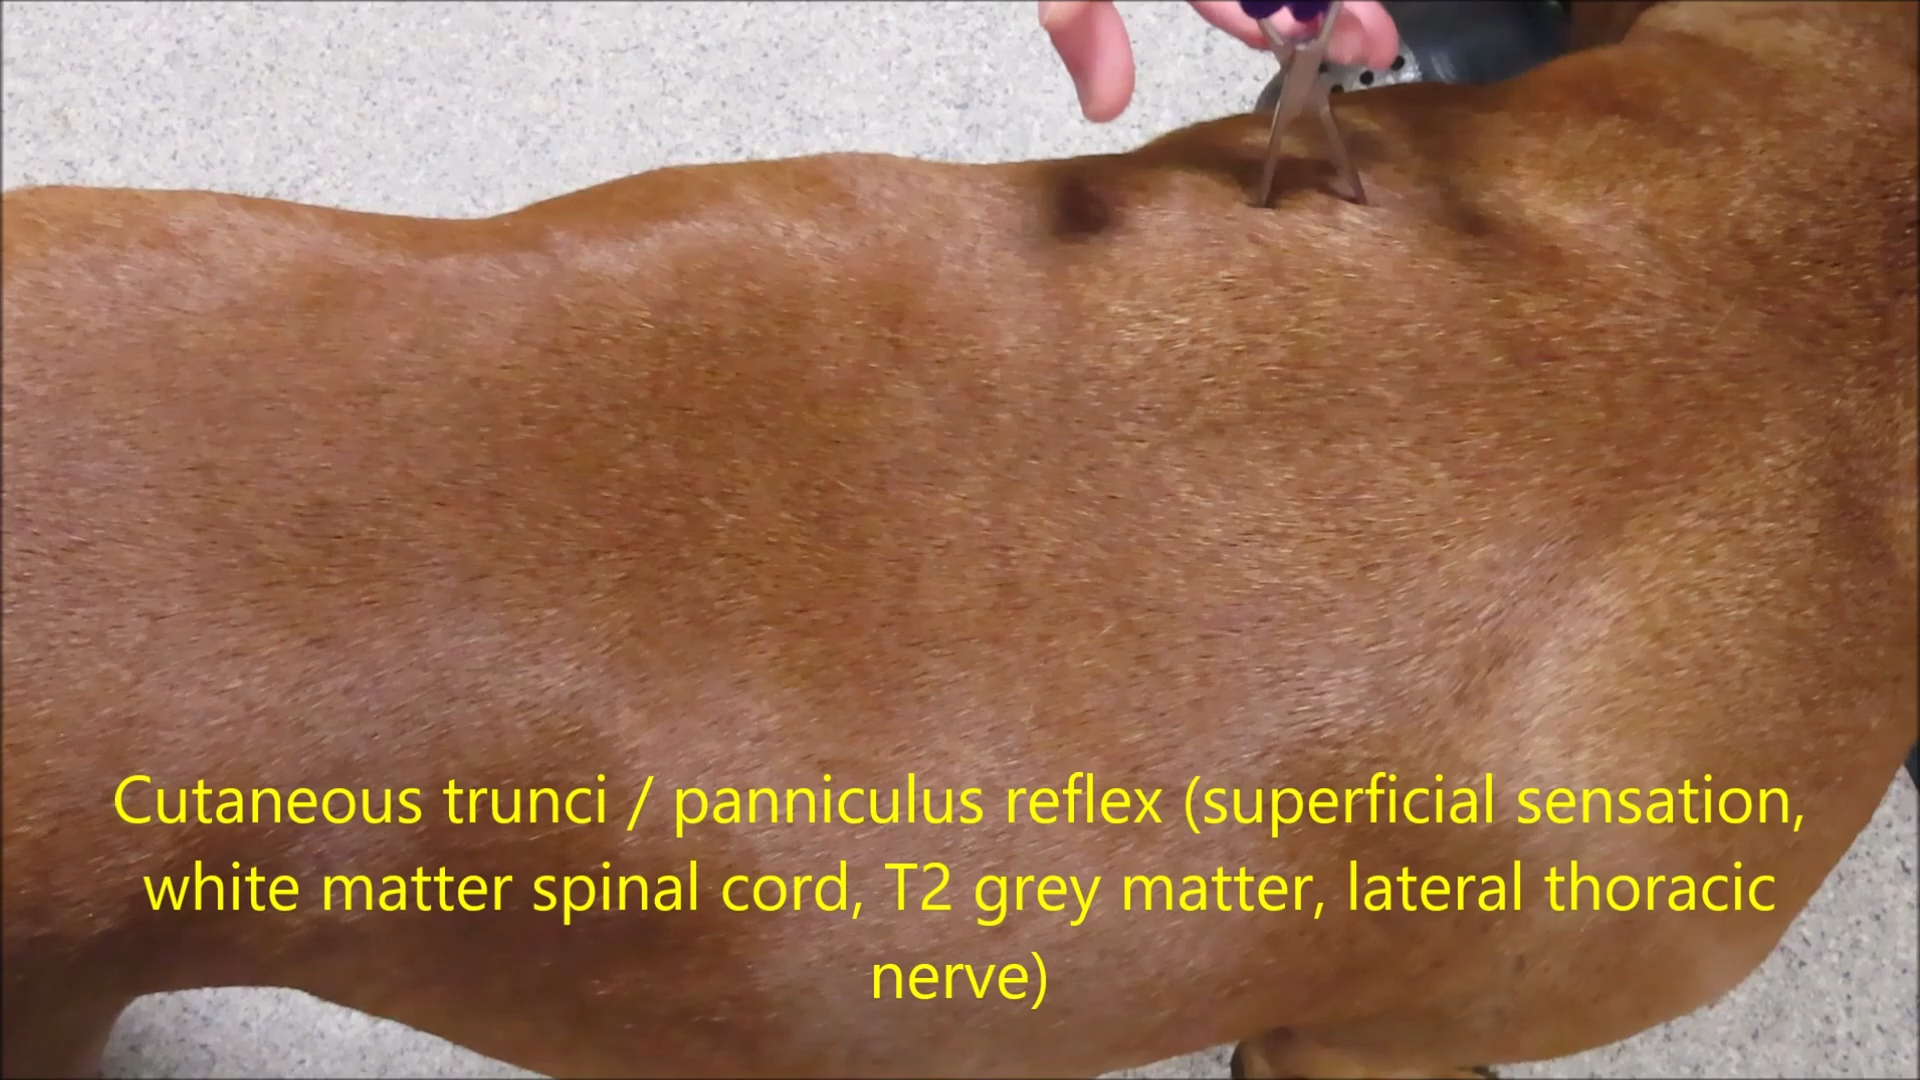 Cutaneous trunci / panniculus reflex (superficial sensation,
white matter spinal cord, T2 grey matter, lateral thoracic
nerve)